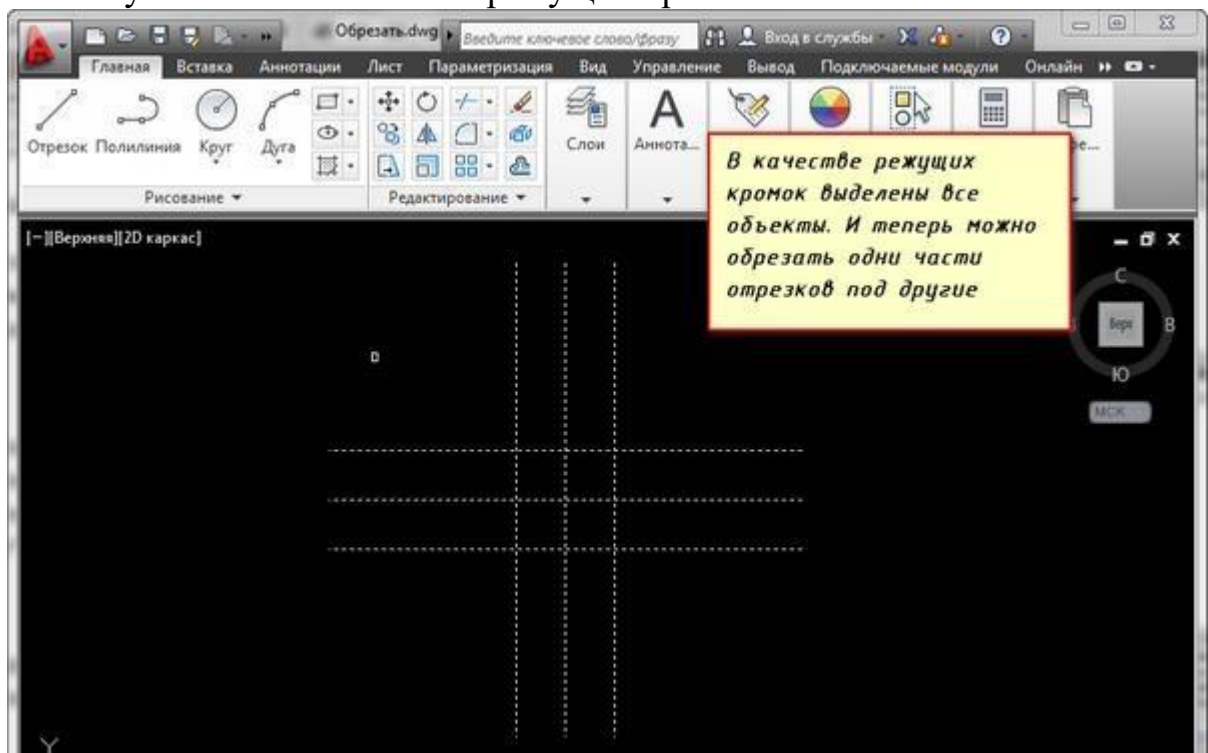 Обрезать.dwg Введите ключевое слово/фразу Вход в службы
Главная Вставка Аннотации Лист Параметризация Вид Управление Вывод Подключаемые модули Онлайн
Отрезок Полилиния Круг Дуга Слои Аннота...
Рисование Редактирование
В качестве режущих
кромок выделены все
объекты. И теперь можно
обрезать одни части
отрезков под другие
[−][Верхняя][2D каркас]
С
Верх В
Ю
МСК
Y